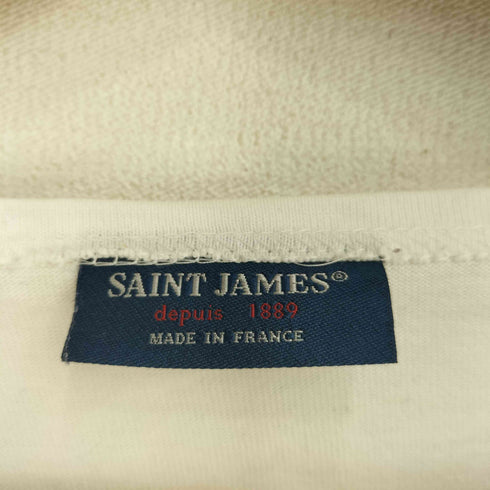 SAINT JAMES®
depuis 1889
MADE IN FRANCE